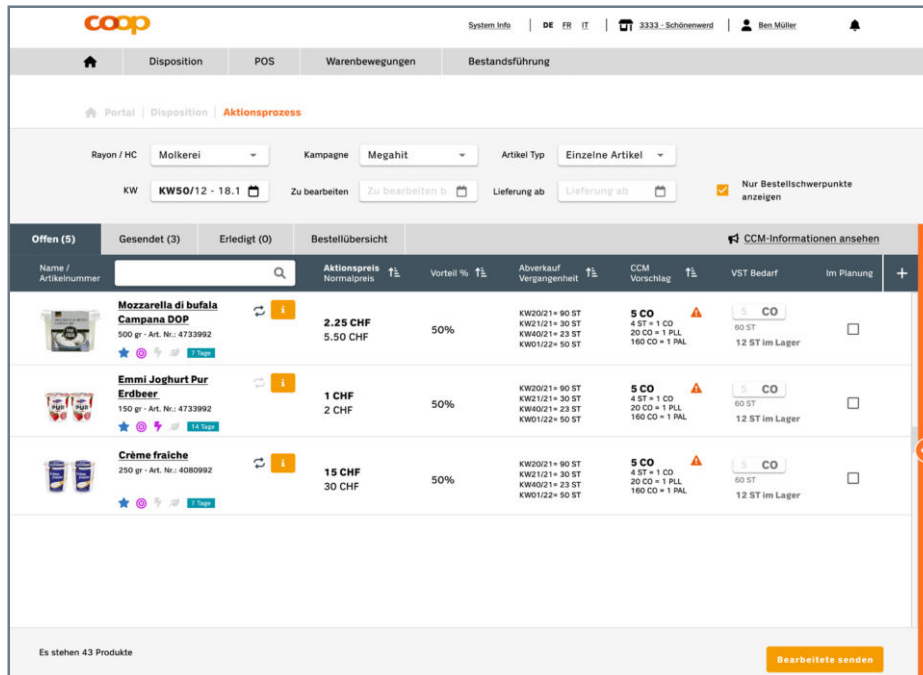 coop
System Info | DE FR IT | 3333 - Schönenwerd | Ben Müller
Disposition POS Warenbewegungen Bestandsführung
Portal | Disposition | Aktionsprozess
Rayon / HC Molkerei Kampagne Megahit Artikel Typ Einzelne Artikel
KW KW50/12 - 18.1 Zu bearbeiten Zu bearbeiten b Lieferung ab Lieferung ab Nur Bestellschwerpunkte
anzeigen
Offen (5) Gesendet (3) Erledigt (0) Bestellübersicht CCM-Informationen ansehen
Name /
Artikelnummer
Aktionspreis
Normalpreis
Vorteil %
Abverkauf
Vergangenheit
CCM
Vorschlag
VST Bedarf
Im Planung
+
Mozzarella di bufala
Campana DOP
500 gr - Art. Nr.: 4733992
7 Tage
i
2.25 CHF
5.50 CHF
50%
KW20/21= 90 ST
KW21/21= 30 ST
KW40/21= 23 ST
KW01/22= 50 ST
5 CO
4 ST = 1 CO
20 CO = 1 PLL
160 CO = 1 PAL
5 CO
60 ST
12 ST im Lager
Emmi Joghurt Pur
Erdbeer
150 gr - Art. Nr.: 4733992
14 Tage
i
1 CHF
2 CHF
50%
KW20/21= 90 ST
KW21/21= 30 ST
KW40/21= 23 ST
KW01/22= 50 ST
5 CO
4 ST = 1 CO
20 CO = 1 PLL
160 CO = 1 PAL
5 CO
60 ST
12 ST im Lager
Crème fraiche
250 gr - Art. Nr.: 4080992
7 Tage
i
15 CHF
30 CHF
50%
KW20/21= 90 ST
KW21/21= 30 ST
KW40/21= 23 ST
KW01/22= 50 ST
5 CO
4 ST = 1 CO
20 CO = 1 PLL
160 CO = 1 PAL
5 CO
60 ST
12 ST im Lager
Es stehen 43 Produkte
Bearbeitete senden